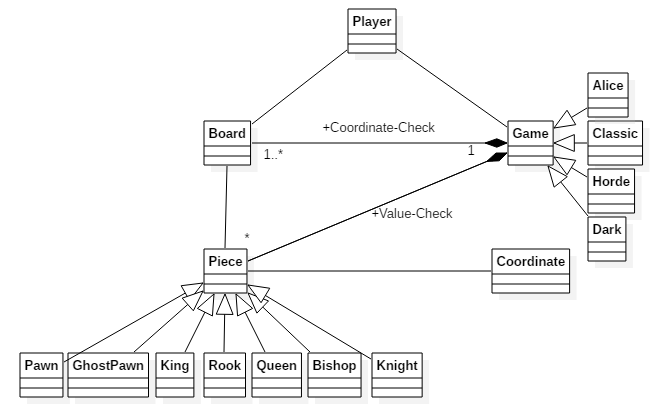 Player
Alice
Board
+Coordinate-Check
Game
Classic
1..*
1
Horde
+Value-Check
Dark
*
Piece
Coordinate
Pawn
GhostPawn
King
Rook
Queen
Bishop
Knight